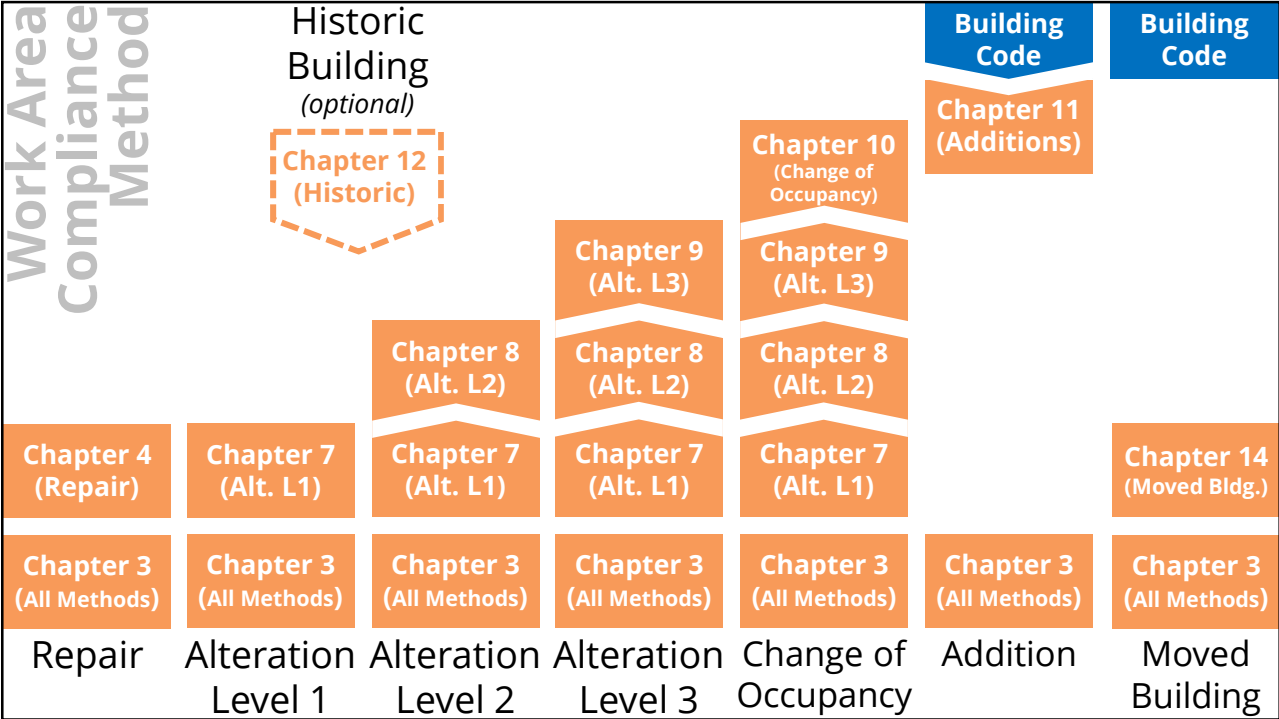 Work Area
Compliance
Method
Historic
Building
(optional)
Chapter 12
(Historic)
Chapter 4
(Repair)
Chapter 3
(All Methods)
Repair
Chapter 7
(Alt. L1)
Chapter 3
(All Methods)
Alteration
Level 1
Chapter 8
(Alt. L2)
Chapter 7
(Alt. L1)
Chapter 3
(All Methods)
Alteration
Level 2
Chapter 9
(Alt. L3)
Chapter 8
(Alt. L2)
Chapter 7
(Alt. L1)
Chapter 3
(All Methods)
Alteration
Level 3
Chapter 10
(Change of
Occupancy)
Chapter 9
(Alt. L3)
Chapter 8
(Alt. L2)
Chapter 7
(Alt. L1)
Chapter 3
(All Methods)
Change of
Occupancy
Building
Code
Chapter 11
(Additions)
Chapter 3
(All Methods)
Addition
Building
Code
Chapter 14
(Moved Bldg.)
Chapter 3
(All Methods)
Moved
Building